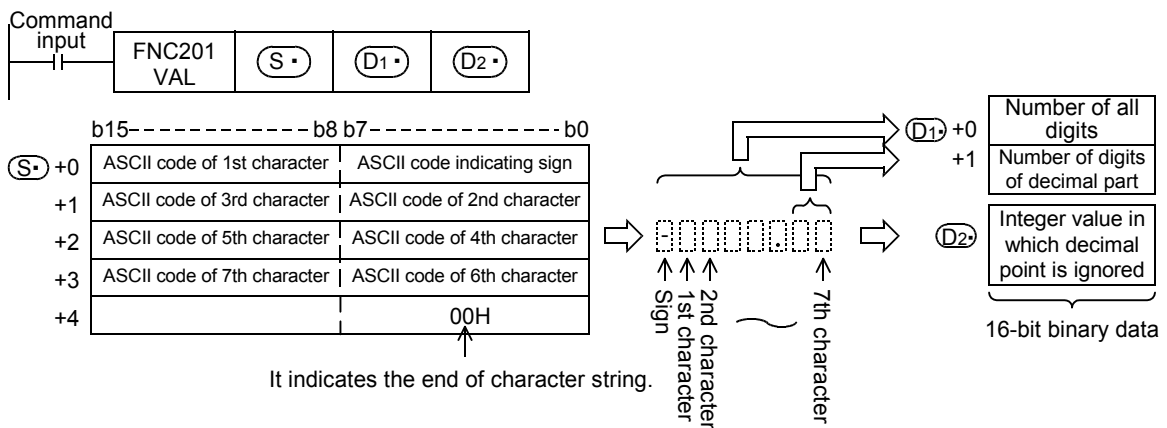 Command
input
FNC201
VAL
S・
D1・
D2・
b15 b8 b7 b0
S・ +0 ASCII code of 1st character ASCII code indicating sign
+1 ASCII code of 3rd character ASCII code of 2nd character
+2 ASCII code of 5th character ASCII code of 4th character
+3 ASCII code of 7th character ASCII code of 6th character
+4 00H
It indicates the end of character string.
- .
Sign
1st character
2nd character
7th character
D1・ +0 Number of all
digits
+1 Number of digits
of decimal part
D2・ Integer value in
which decimal
point is ignored
16-bit binary data